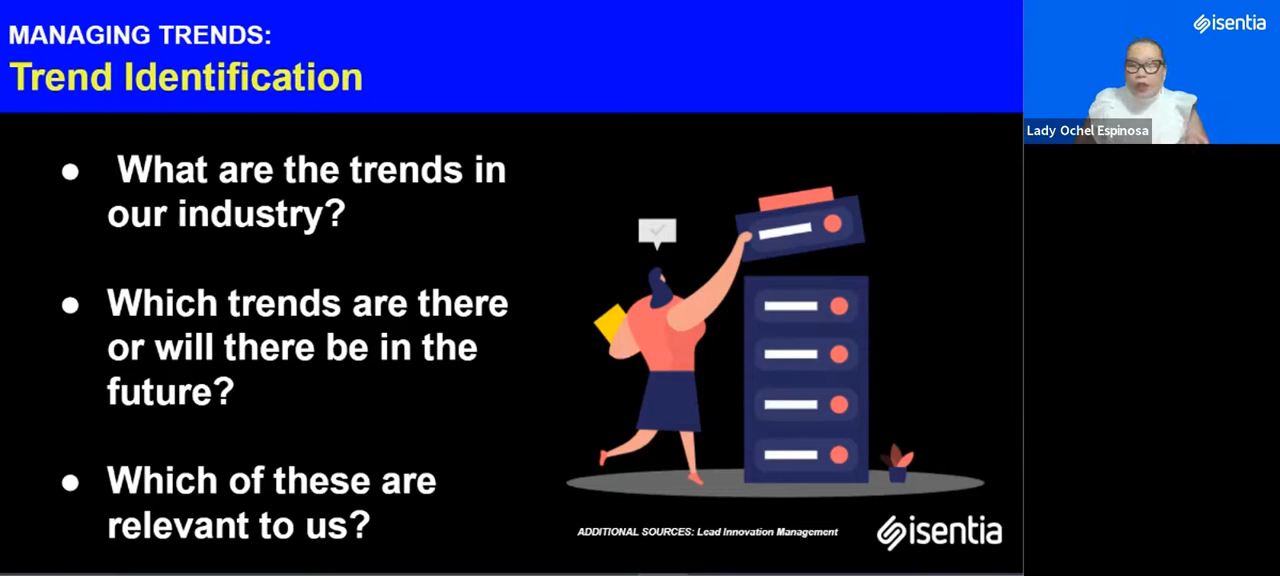 MANAGING TRENDS:
Trend Identification
● What are the trends in
our industry?
● Which trends are there
or will there be in the
future?
● Which of these are
relevant to us?
ADDITIONAL SOURCES: Lead Innovation Management
isentia
isentia
Lady Ochel Espinosa